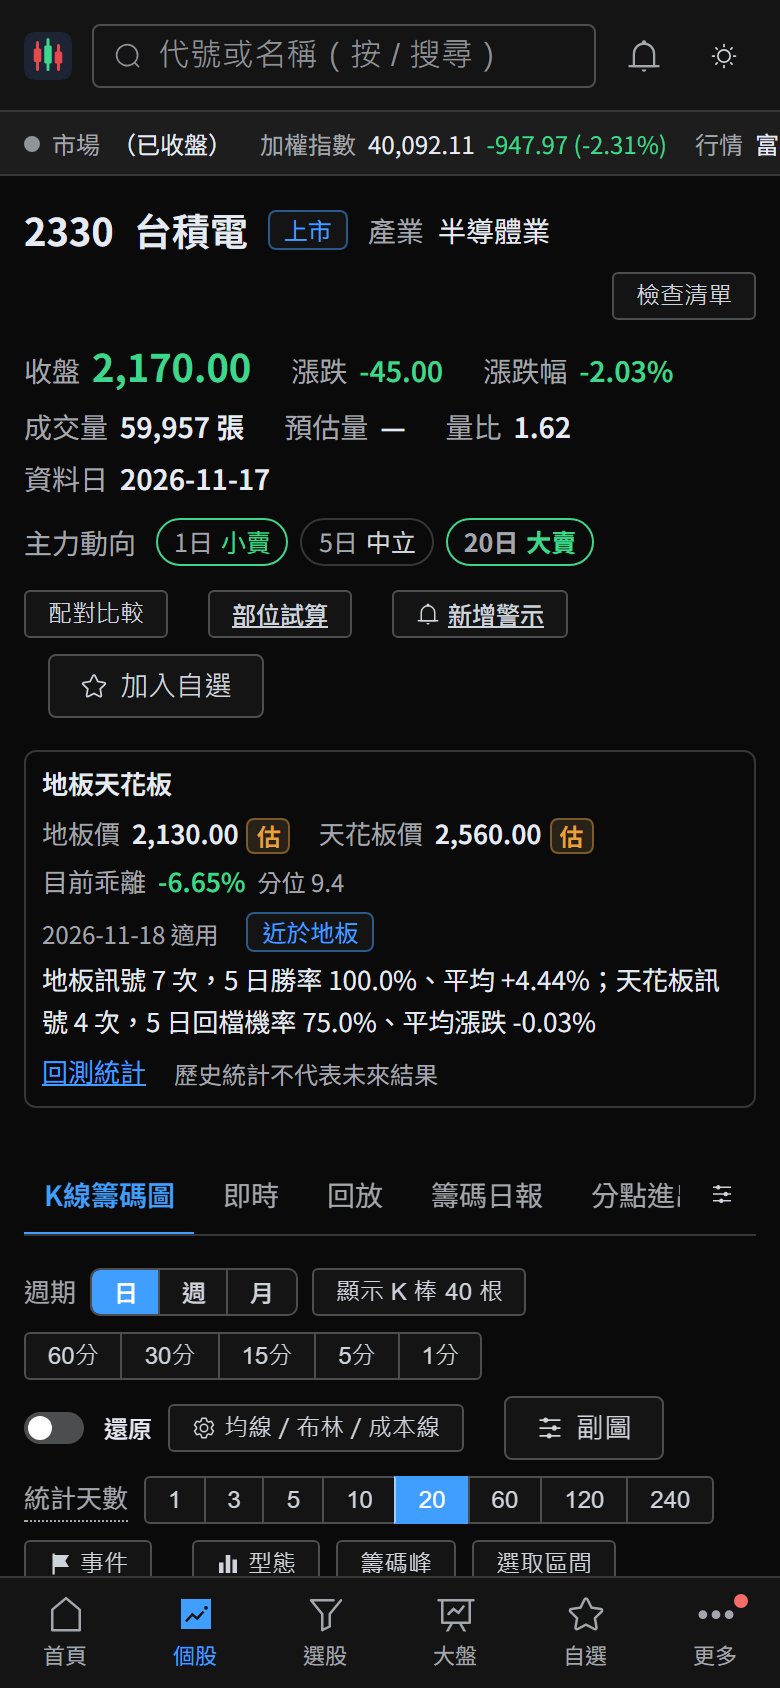 代號或名稱 ( 按 / 搜尋 )
市場 （已收盤） 加權指數 40,092.11 -947.97 (-2.31%) 行情 富
2330 台積電 上市 產業 半導體業
檢查清單
收盤 2,170.00 漲跌 -45.00 漲跌幅 -2.03%
成交量 59,957 張 預估量 — 量比 1.62
資料日 2026-11-17
主力動向 1日 小賣 5日 中立 20日 大賣
配對比較 部位試算 新增警示
加入自選
地板天花板
地板價 2,130.00 估 天花板價 2,560.00 估
目前乖離 -6.65% 分位 9.4
2026-11-18 適用 近於地板
地板訊號 7 次，5 日勝率 100.0%、平均 +4.44%；天花板訊
號 4 次，5 日回檔機率 75.0%、平均漲跌 -0.03%
回測統計 歷史統計不代表未來結果
K線籌碼圖 即時 回放 籌碼日報 分點進
週期 日 週 月 顯示 K 棒 40 根
60分 30分 15分 5分 1分
還原 均線 / 布林 / 成本線 副圖
統計天數 1 3 5 10 20 60 120 240
事件 型態 籌碼峰 選取區間
首頁 個股 選股 大盤 自選 更多